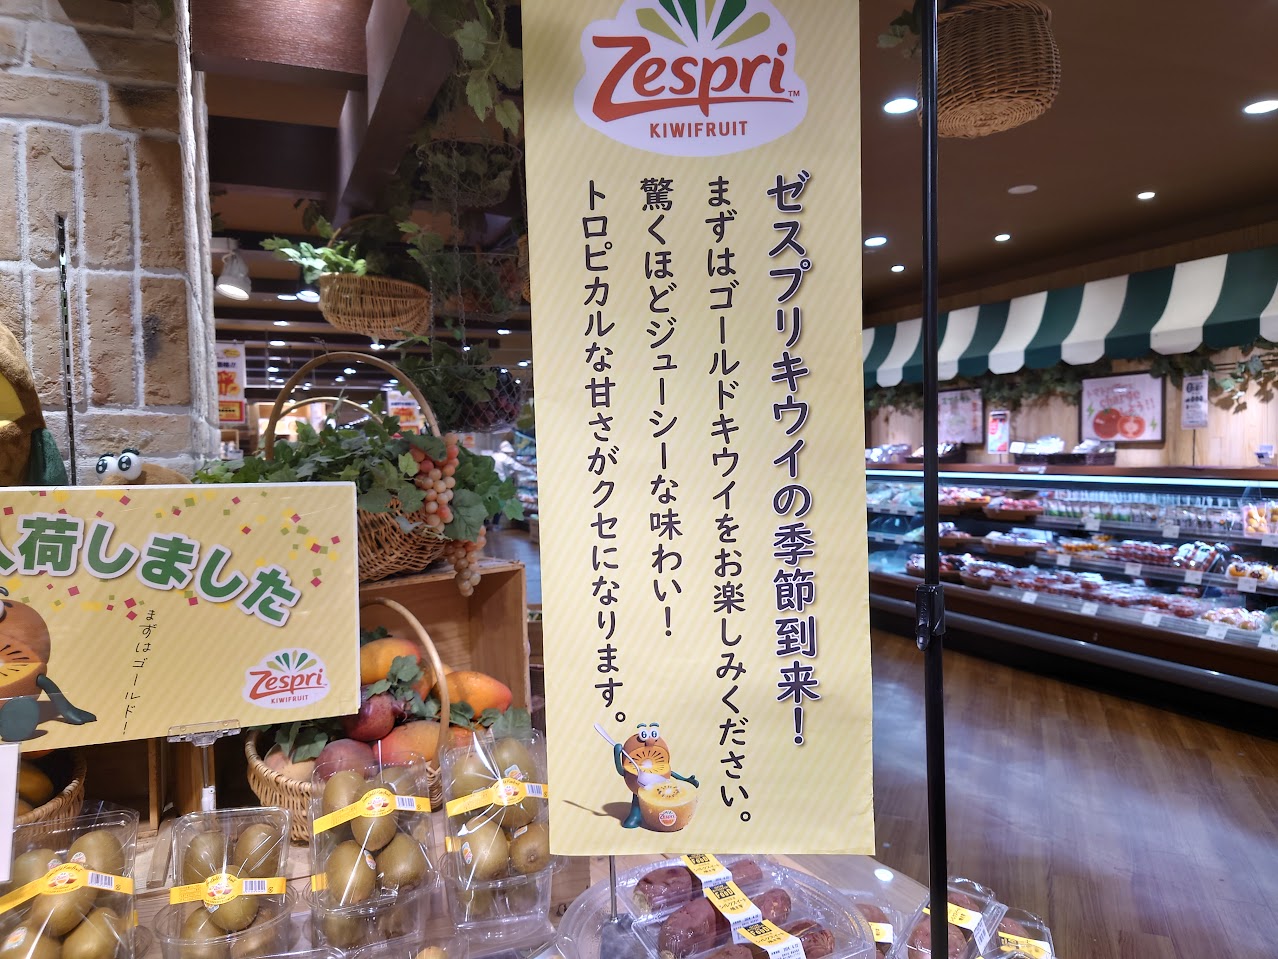 Zespri™
KIWIFRUIT
ゼスプリキウイの季節到来！
まずはゴールドキウイをお楽しみください。
驚くほどジューシーな味わい！
トロピカルな甘さがクセになります。
入荷しました
まずはゴールド！
Zespri
KIWIFRUIT